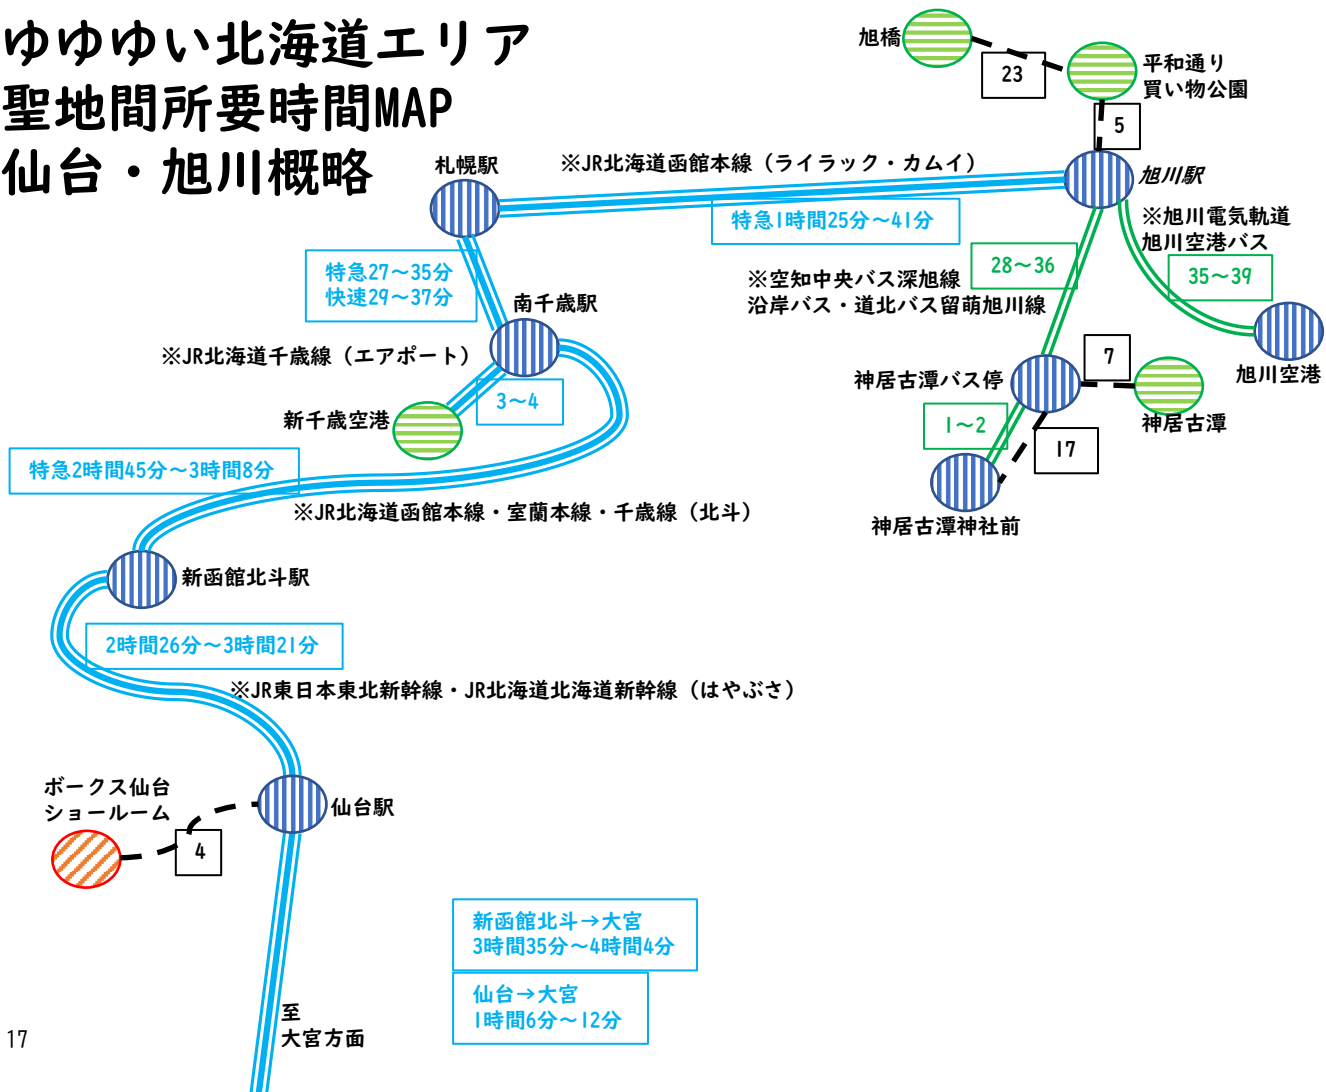 ゆゆゆい北海道エリア
聖地間所要時間MAP
仙台・旭川概略
旭橋
23
平和通り
買い物公園
5
札幌駅
※JR北海道函館本線（ライラック・カムイ）
旭川駅
特急1時間25分～41分
※旭川電気軌道
旭川空港バス
特急27～35分
快速29～37分
28～36
35～39
※空知中央バス深旭線
沿岸バス・道北バス留萌旭川線
南千歳駅
※JR北海道千歳線（エアポート）
7
旭川空港
神居古潭バス停
3～4
新千歳空港
1～2
神居古潭
17
特急2時間45分～3時間8分
※JR北海道函館本線・室蘭本線・千歳線（北斗）
神居古潭神社前
新函館北斗駅
2時間26分～3時間21分
※JR東日本東北新幹線・JR北海道北海道新幹線（はやぶさ）
ボークス仙台
ショールーム
仙台駅
4
新函館北斗→大宮
3時間35分～4時間4分
仙台→大宮
1時間6分～12分
至
大宮方面
17